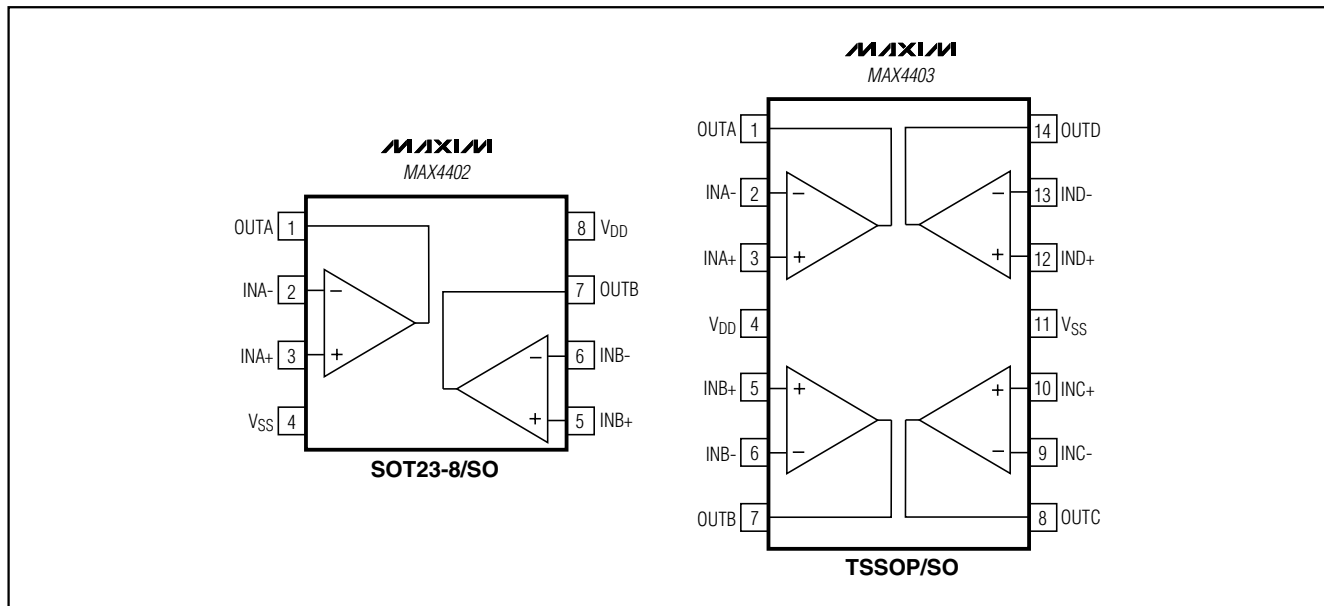 MAXIM
MAX4402
OUTA 1
8 VDD
INA- 2
7 OUTB
INA+ 3
6 INB-
VSS 4
5 INB+
− +
− +
SOT23-8/SO
MAXIM
MAX4403
OUTA 1
14 OUTD
INA- 2
13 IND-
INA+ 3
12 IND+
VDD 4
11 VSS
INB+ 5
10 INC+
INB- 6
9 INC-
OUTB 7
8 OUTC
− +
− +
+ −
+ −
TSSOP/SO